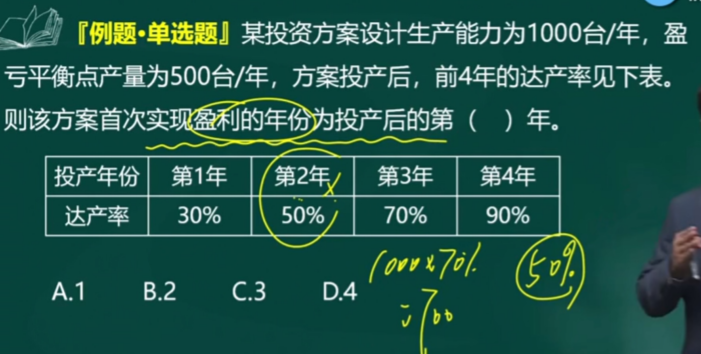 『例题·单选题』某投资方案设计生产能力为1000台/年，盈
亏平衡点产量为500台/年，方案投产后，前4年的达产率见下表。
则该方案首次实现盈利的年份为投产后的第（　）年。
投产年份 第1年 第2年 第3年 第4年
达产率 30% 50% 70% 90%
1000×70%
50%
A.1 B.2 C.3 D.4